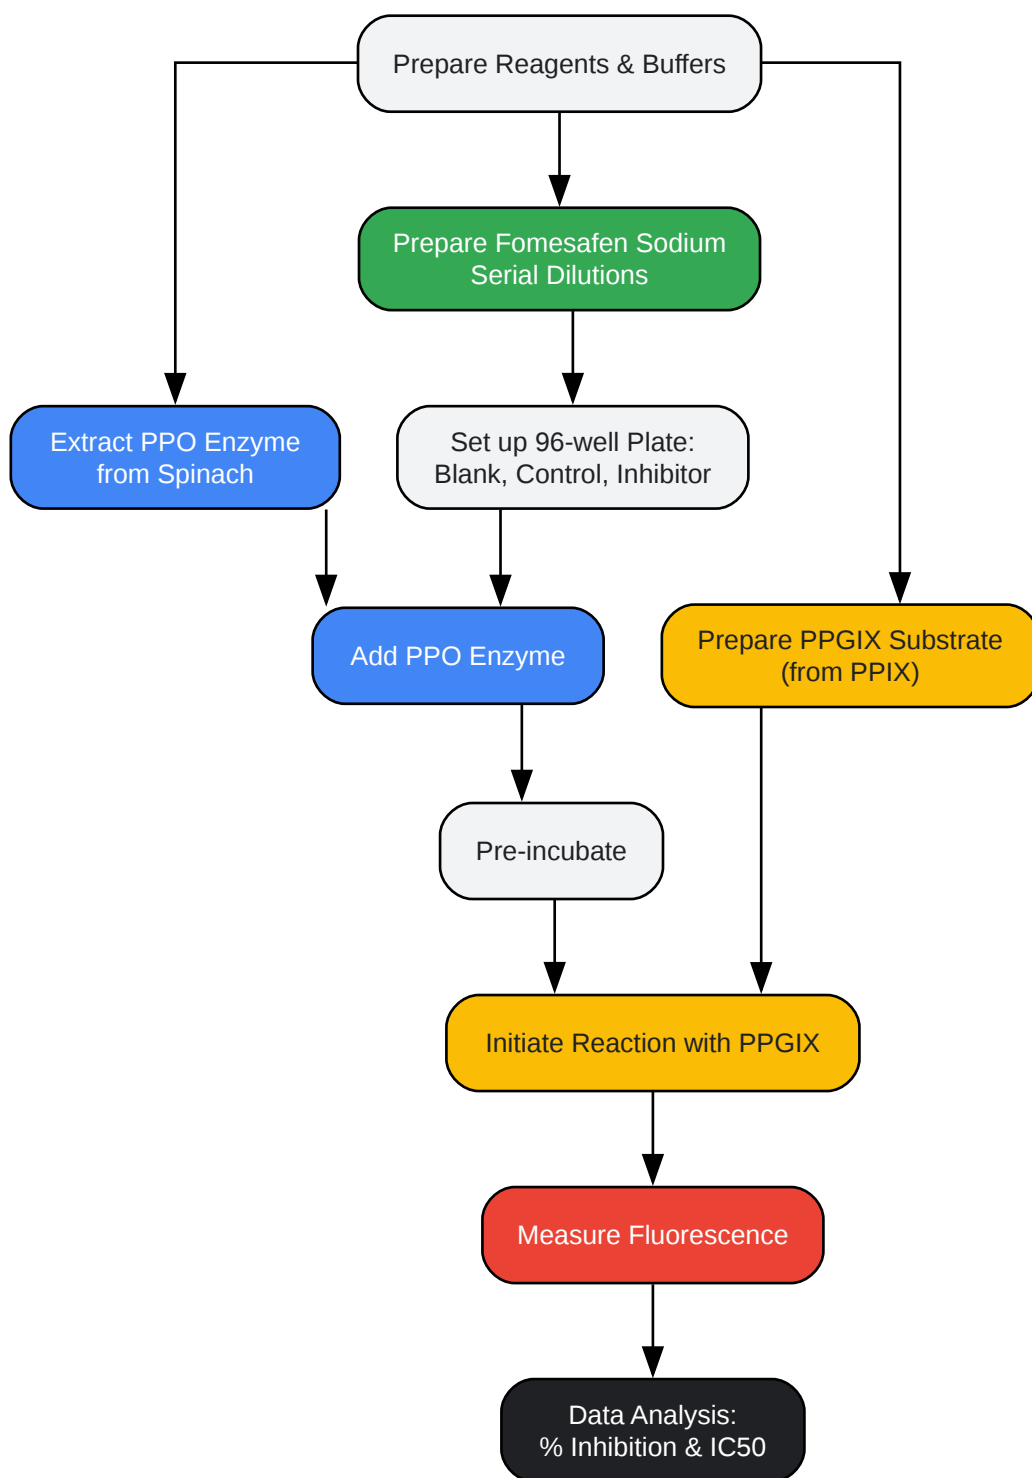 Prepare Reagents & Buffers
Prepare Fomesafen Sodium
Serial Dilutions
Extract PPO Enzyme
from Spinach
Set up 96-well Plate:
Blank, Control, Inhibitor
Add PPO Enzyme
Prepare PPGIX Substrate
(from PPIX)
Pre-incubate
Initiate Reaction with PPGIX
Measure Fluorescence
Data Analysis:
% Inhibition & IC50